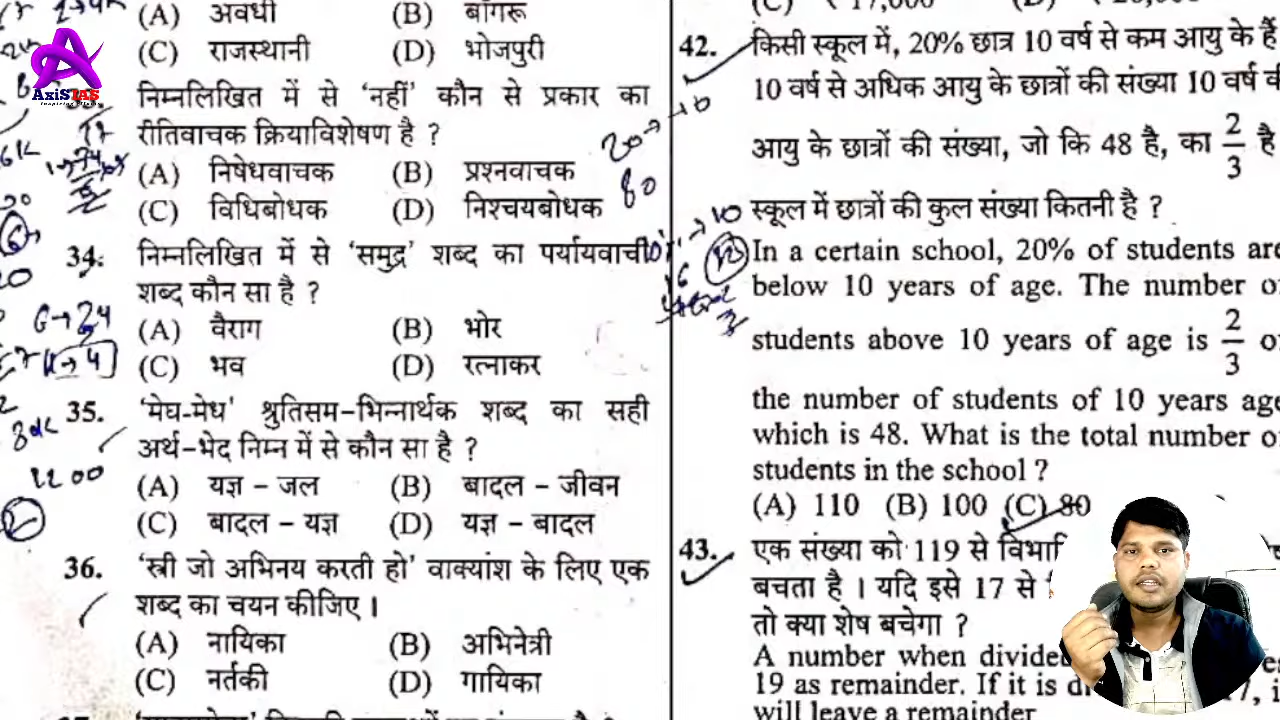 AxiSIAS
(A) अवधी (B) बाँगरू
(C) राजस्थानी (D) भोजपुरी
निम्नलिखित में से ‘नहीं’ कौन से प्रकार का
रीतिवाचक क्रियाविशेषण है ?
(A) निषेधवाचक (B) प्रश्नवाचक
(C) विधिबोधक (D) निश्चयबोधक
34. निम्नलिखित में से ‘समुद्र’ शब्द का पर्यायवाची
शब्द कौन सा है ?
(A) वैराग (B) भोर
(C) भव (D) रत्नाकर
35. ‘मेघ-मेध’ श्रुतिसम-भिन्नार्थक शब्द का सही
अर्थ-भेद निम्न में से कौन सा है ?
(A) यज्ञ – जल (B) बादल – जीवन
(C) बादल – यज्ञ (D) यज्ञ – बादल
36. ‘स्त्री जो अभिनय करती हो’ वाक्यांश के लिए एक
शब्द का चयन कीजिए ।
(A) नायिका (B) अभिनेत्री
(C) नर्तकी (D) गायिका
42. किसी स्कूल में, 20% छात्र 10 वर्ष से कम आयु के हैं
10 वर्ष से अधिक आयु के छात्रों की संख्या 10 वर्ष की
आयु के छात्रों की संख्या, जो कि 48 है, का 2/3 है
स्कूल में छात्रों की कुल संख्या कितनी है ?
In a certain school, 20% of students are
below 10 years of age. The number of
students above 10 years of age is 2/3 of
the number of students of 10 years age
which is 48. What is the total number of
students in the school ?
(A) 110 (B) 100 (C) 80
43. एक संख्या को 119 से
बचता है । यदि इसे 17 से
तो क्या शेष बचेगा ?
A number when
19 as remainder. If it is
will leave a remainder